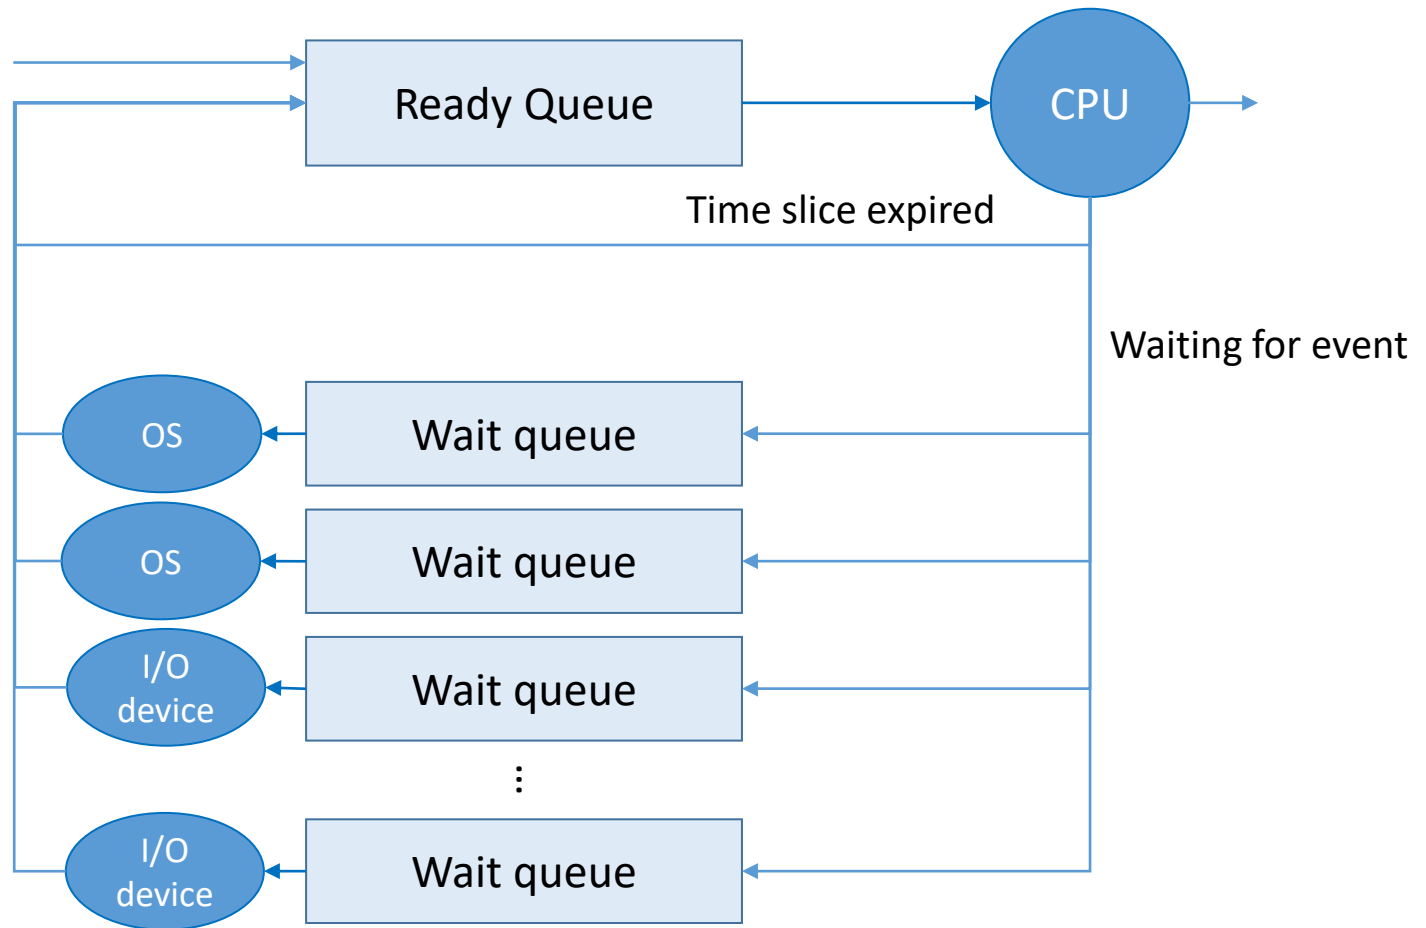 Ready Queue
CPU
Time slice expired
Waiting for event
OS
Wait queue
OS
Wait queue
I/O
device
Wait queue
...
I/O
device
Wait queue